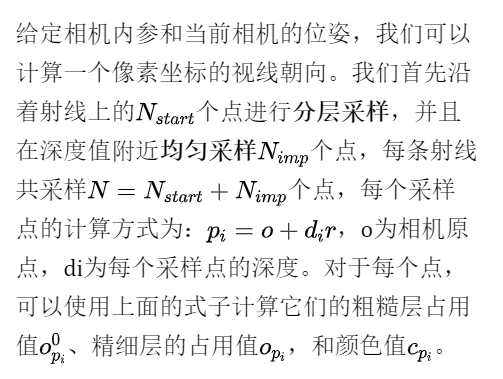 给定相机内参和当前相机的位姿，我们可以
计算一个像素坐标的视线朝向。我们首先沿
着射线上的$N_{start}$个点进行分层采样，并且
在深度值附近均匀采样$N_{imp}$个点，每条射线
共采样$N = N_{start} + N_{imp}$个点，每个采样
点的计算方式为：$p_i = o + d_i r$，o为相机原
点，di为每个采样点的深度。对于每个点，
可以使用上面的式子计算它们的粗糙层占用
值$o_{p_i}^0$、精细层的占用值$o_{p_i}$，和颜色值$c_{p_i}$。